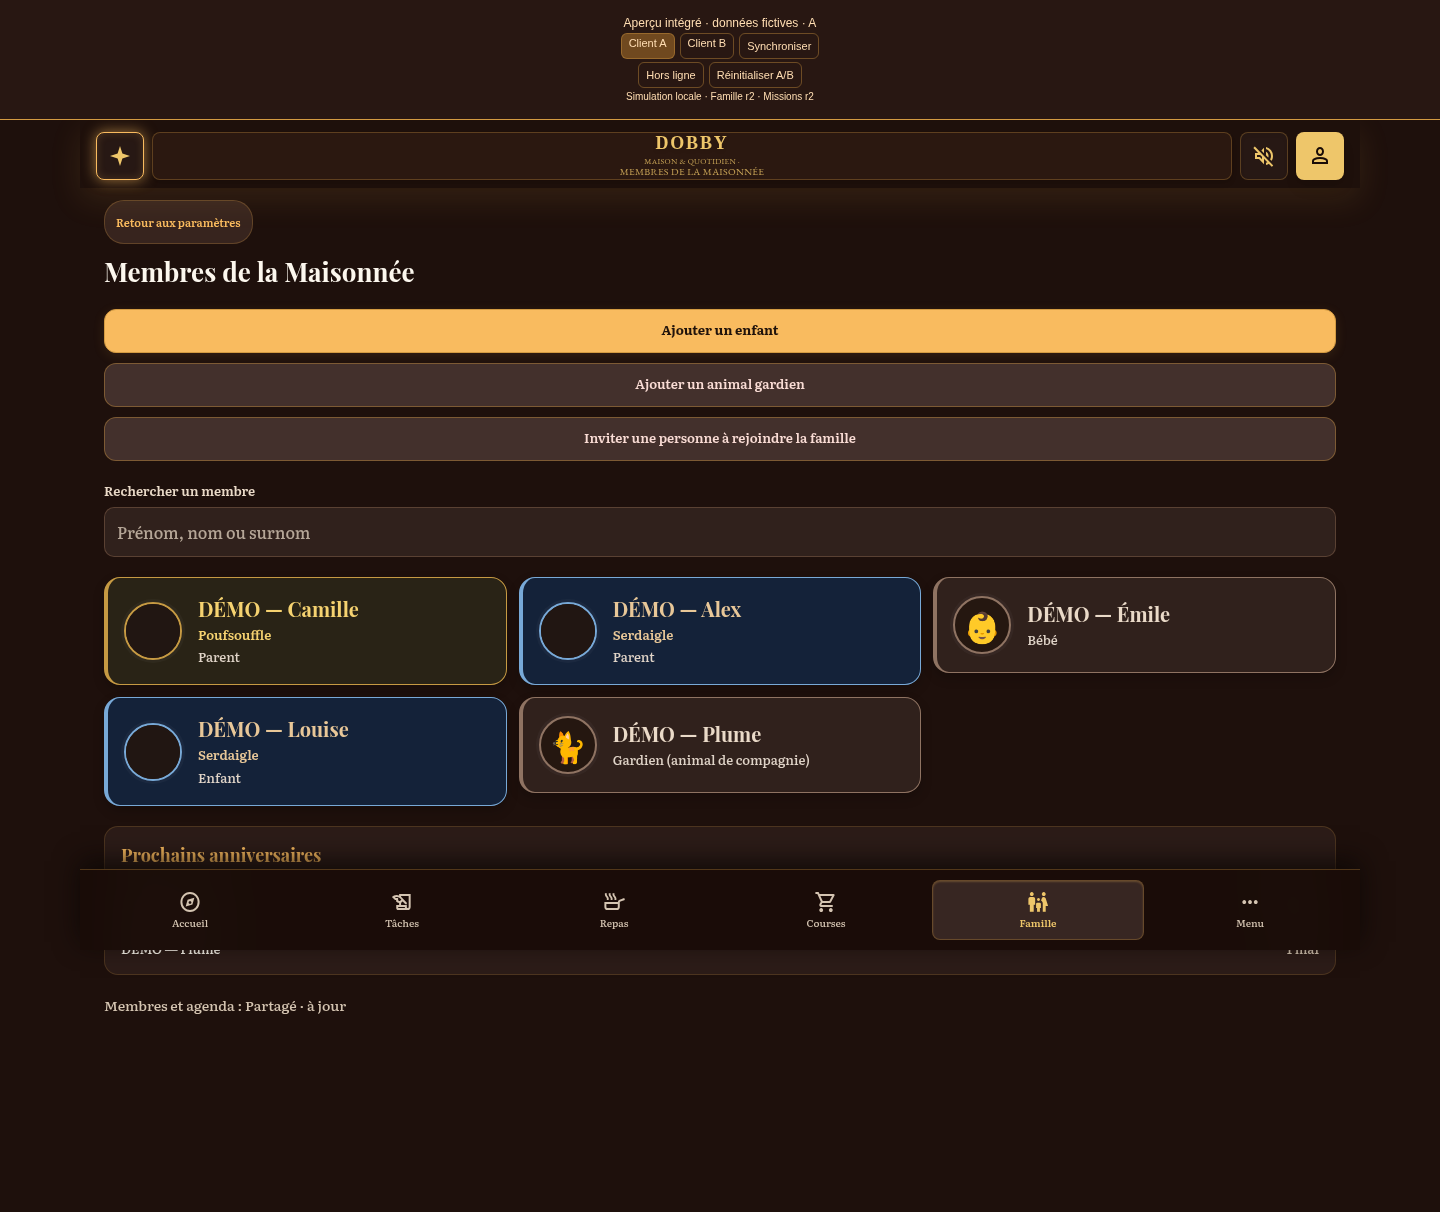 Aperçu intégré · données fictives · A
Client A
Client B
Synchroniser
Hors ligne
Réinitialiser A/B
Simulation locale · Famille r2 · Missions r2
DOBBY
MAISON & QUOTIDIEN ·
MEMBRES DE LA MAISONNÉE
Retour aux paramètres
Membres de la Maisonnée
Ajouter un enfant
Ajouter un animal gardien
Inviter une personne à rejoindre la famille
Rechercher un membre
Prénom, nom ou surnom
DÉMO — Camille
Poufsouffle
Parent
DÉMO — Alex
Serdaigle
Parent
DÉMO — Émile
Bébé
DÉMO — Louise
Serdaigle
Enfant
DÉMO — Plume
Gardien (animal de compagnie)
Prochains anniversaires
Accueil
Tâches
Repas
Courses
Famille
Menu
DÉMO — Plume
Membres et agenda : Partagé · à jour